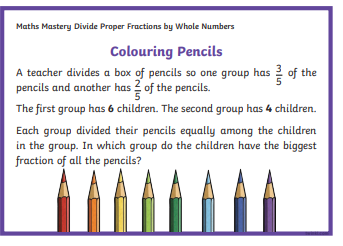 Maths Mastery Divide Proper Fractions by Whole Numbers
Colouring Pencils
A teacher divides a box of pencils so one group has 3/5 of the
pencils and another has 2/5 of the pencils.
The first group has 6 children. The second group has 4 children.
Each group divided their pencils equally among the children
in the group. In which group do the children have the biggest
fraction of all the pencils?